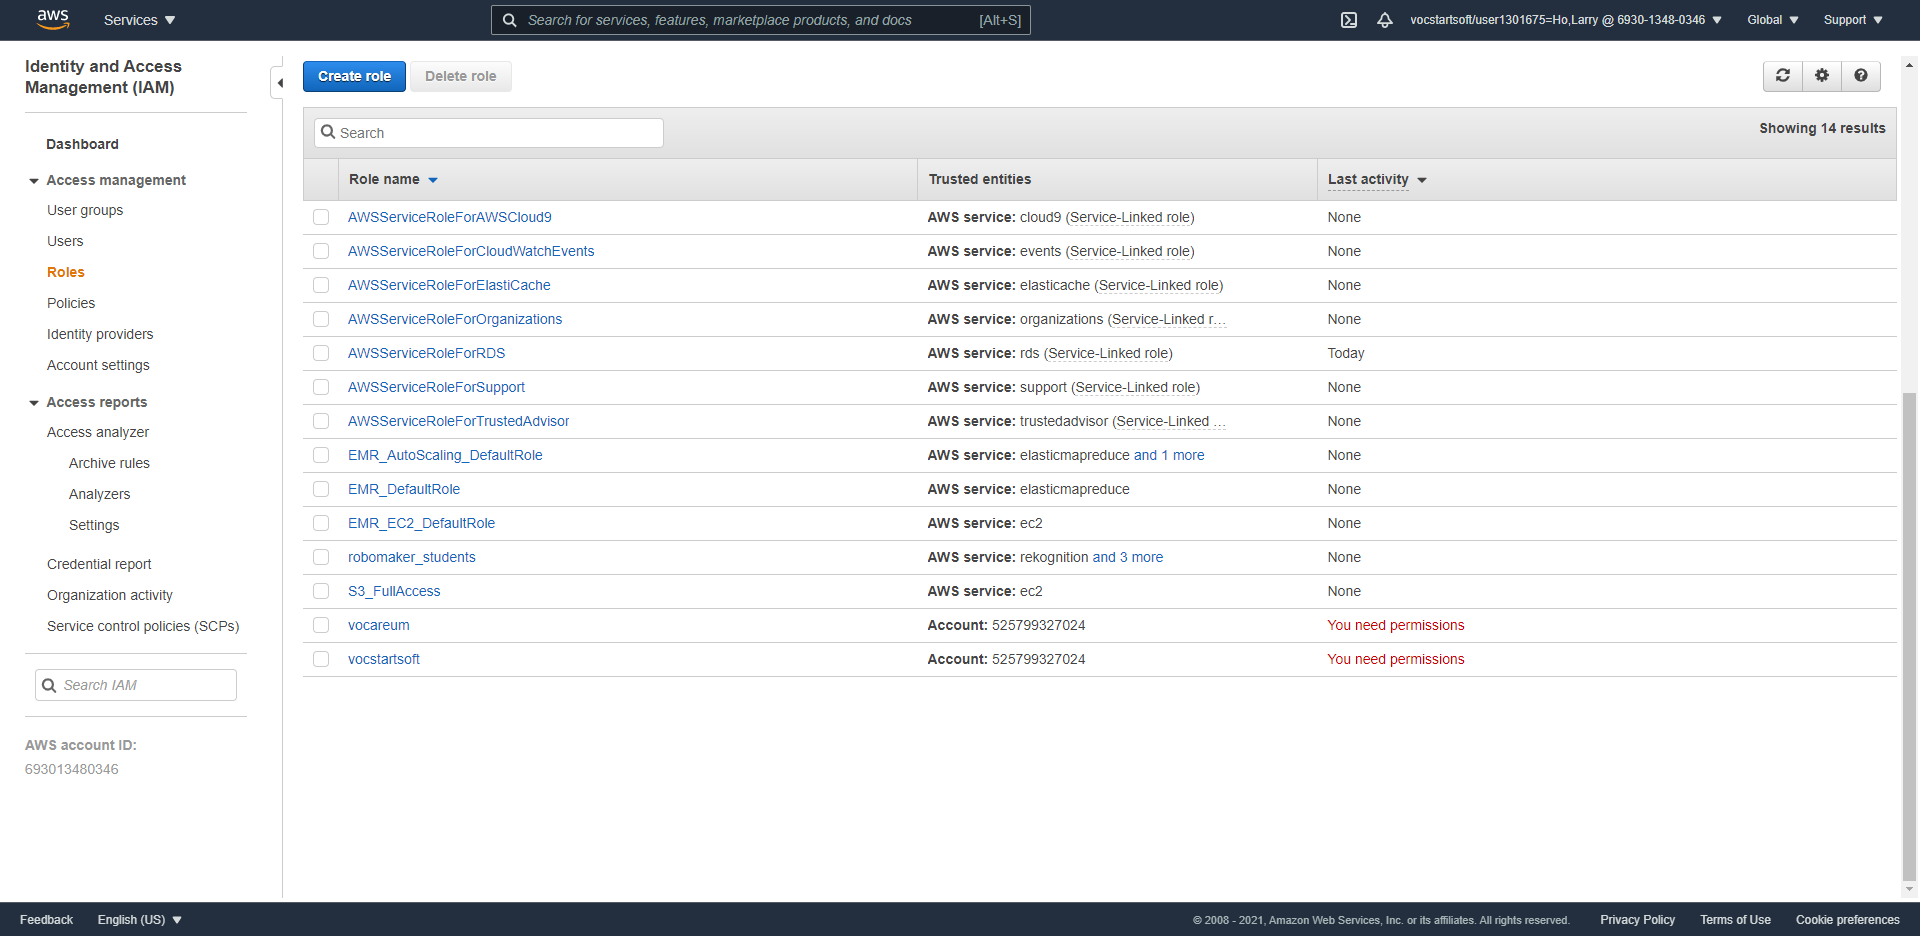 aws
Services
Search for services, features, marketplace products, and docs [Alt+S]
vocstartsoft/user1301675=Ho,Larry @ 6930-1348-0346
Global
Support
Identity and Access
Management (IAM)
Dashboard
Access management
User groups
Users
Roles
Policies
Identity providers
Account settings
Access reports
Access analyzer
Archive rules
Analyzers
Settings
Credential report
Organization activity
Service control policies (SCPs)
Search IAM
AWS account ID:
693013480346
Create role Delete role
Search
Showing 14 results
Role name Trusted entities Last activity
AWSServiceRoleForAWSCloud9 AWS service: cloud9 (Service-Linked role) None
AWSServiceRoleForCloudWatchEvents AWS service: events (Service-Linked role) None
AWSServiceRoleForElastiCache AWS service: elasticache (Service-Linked role) None
AWSServiceRoleForOrganizations AWS service: organizations (Service-Linked r... None
AWSServiceRoleForRDS AWS service: rds (Service-Linked role) Today
AWSServiceRoleForSupport AWS service: support (Service-Linked role) None
AWSServiceRoleForTrustedAdvisor AWS service: trustedadvisor (Service-Linked ... None
EMR_AutoScaling_DefaultRole AWS service: elasticmapreduce and 1 more None
EMR_DefaultRole AWS service: elasticmapreduce None
EMR_EC2_DefaultRole AWS service: ec2 None
robomaker_students AWS service: rekognition and 3 more None
S3_FullAccess AWS service: ec2 None
vocareum Account: 525799327024 You need permissions
vocstartsoft Account: 525799327024 You need permissions
Feedback English (US)
© 2008 - 2021, Amazon Web Services, Inc. or its affiliates. All rights reserved. Privacy Policy Terms of Use Cookie preferences